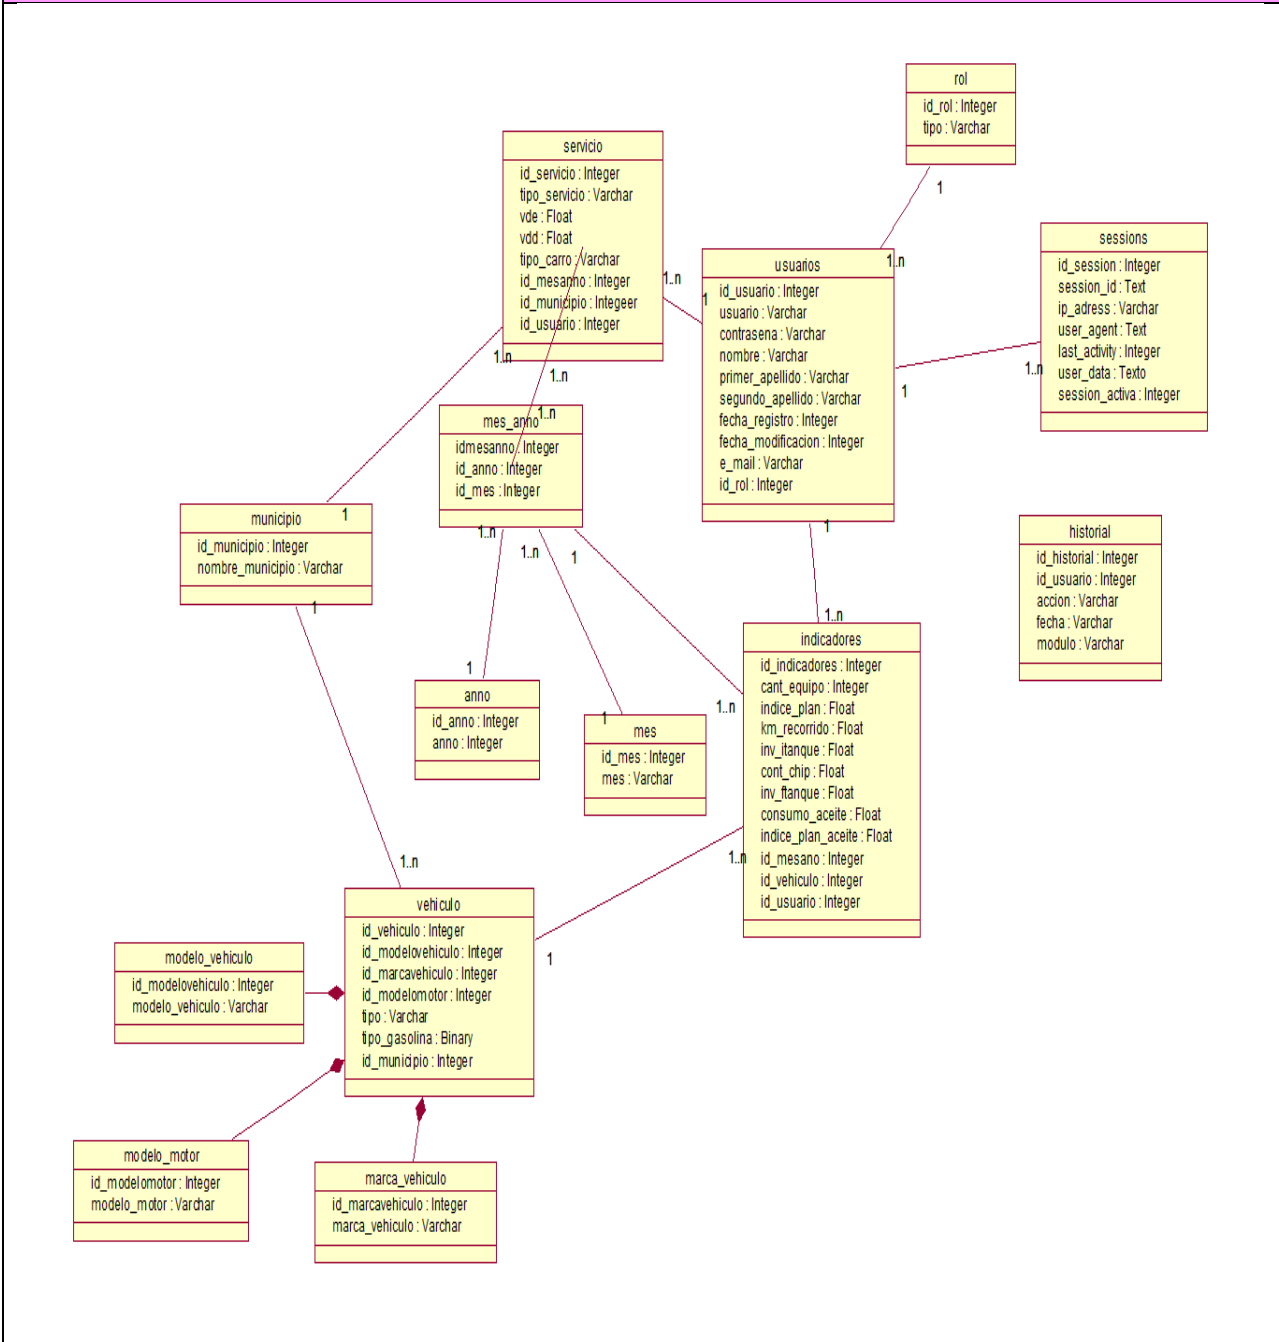 rol
id_rol : Integer
tipo : Varchar
1
1..n
servicio
id_servicio : Integer
tipo_servicio : Varchar
vde : Float
vdd : Float
tipo_carro : Varchar
id_mesanno : Integer
id_municipio : Integeer
id_usuario : Integer
1..n
1
1..n
1..n
usuarios
id_usuario : Integer
usuario : Varchar
contrasena : Varchar
nombre : Varchar
primer_apellido : Varchar
segundo_apellido : Varchar
fecha_registro : Integer
fecha_modificacion : Integer
e_mail : Varchar
id_rol : Integer
1
1..n
1
sessions
id_session : Integer
session_id : Text
ip_adress : Varchar
user_agent : Text
last_activity : Integer
user_data : Texto
session_activa : Integer
1..n
mes_anno
idmesanno : Integer
id_anno : Integer
id_mes : Integer
1..n
1..n
1
municipio
id_municipio : Integer
nombre_municipio : Varchar
1
1
historial
id_historial : Integer
id_usuario : Integer
accion : Varchar
fecha : Varchar
modulo : Varchar
indicadores
id_indicadores : Integer
cant_equipo : Integer
indice_plan : Float
km_recorrido : Float
inv_itanque : Float
cont_chip : Float
inv_ftanque : Float
consumo_aceite : Float
indice_plan_aceite : Float
id_mesano : Integer
id_vehiculo : Integer
id_usuario : Integer
1..n
1..n
1
anno
id_anno : Integer
anno : Integer
1
mes
id_mes : Integer
mes : Varchar
1..n
vehiculo
id_vehiculo : Integer
id_modelovehiculo : Integer
id_marcavehiculo : Integer
id_modelomotor : Integer
tipo : Varchar
tipo_gasolina : Binary
id_municipio : Integer
1
modelo_vehiculo
id_modelovehiculo : Integer
modelo_vehiculo : Varchar
modelo_motor
id_modelomotor : Integer
modelo_motor : Varchar
marca_vehiculo
id_marcavehiculo : Integer
marca_vehiculo : Varchar